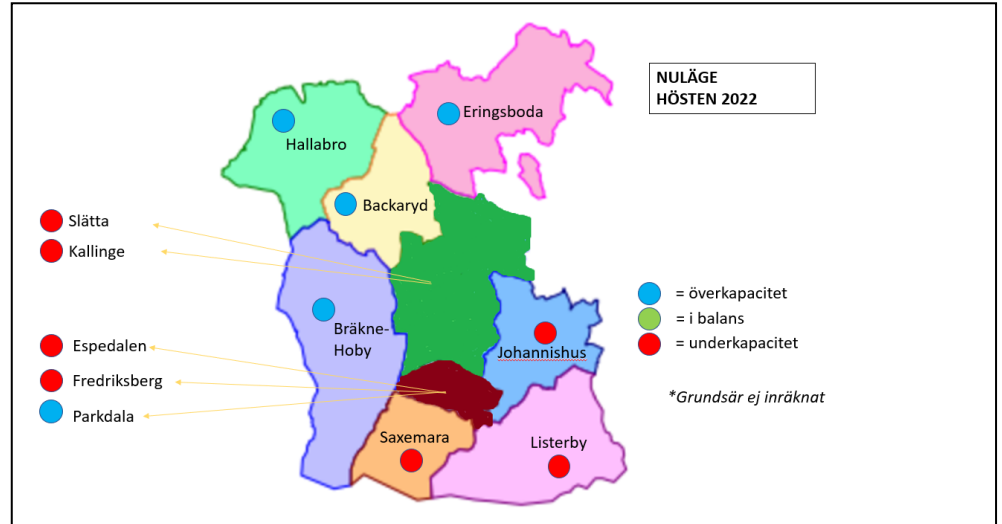 NULÄGE
HÖSTEN 2022
Eringsboda
Hallabro
Backaryd
Slätta
Kallinge
Bräkne-
Hoby
Johannishus
= överkapacitet
= i balans
= underkapacitet
Espedalen
Fredriksberg
Parkdala
*Grundsär ej inräknat
Saxemara
Listerby